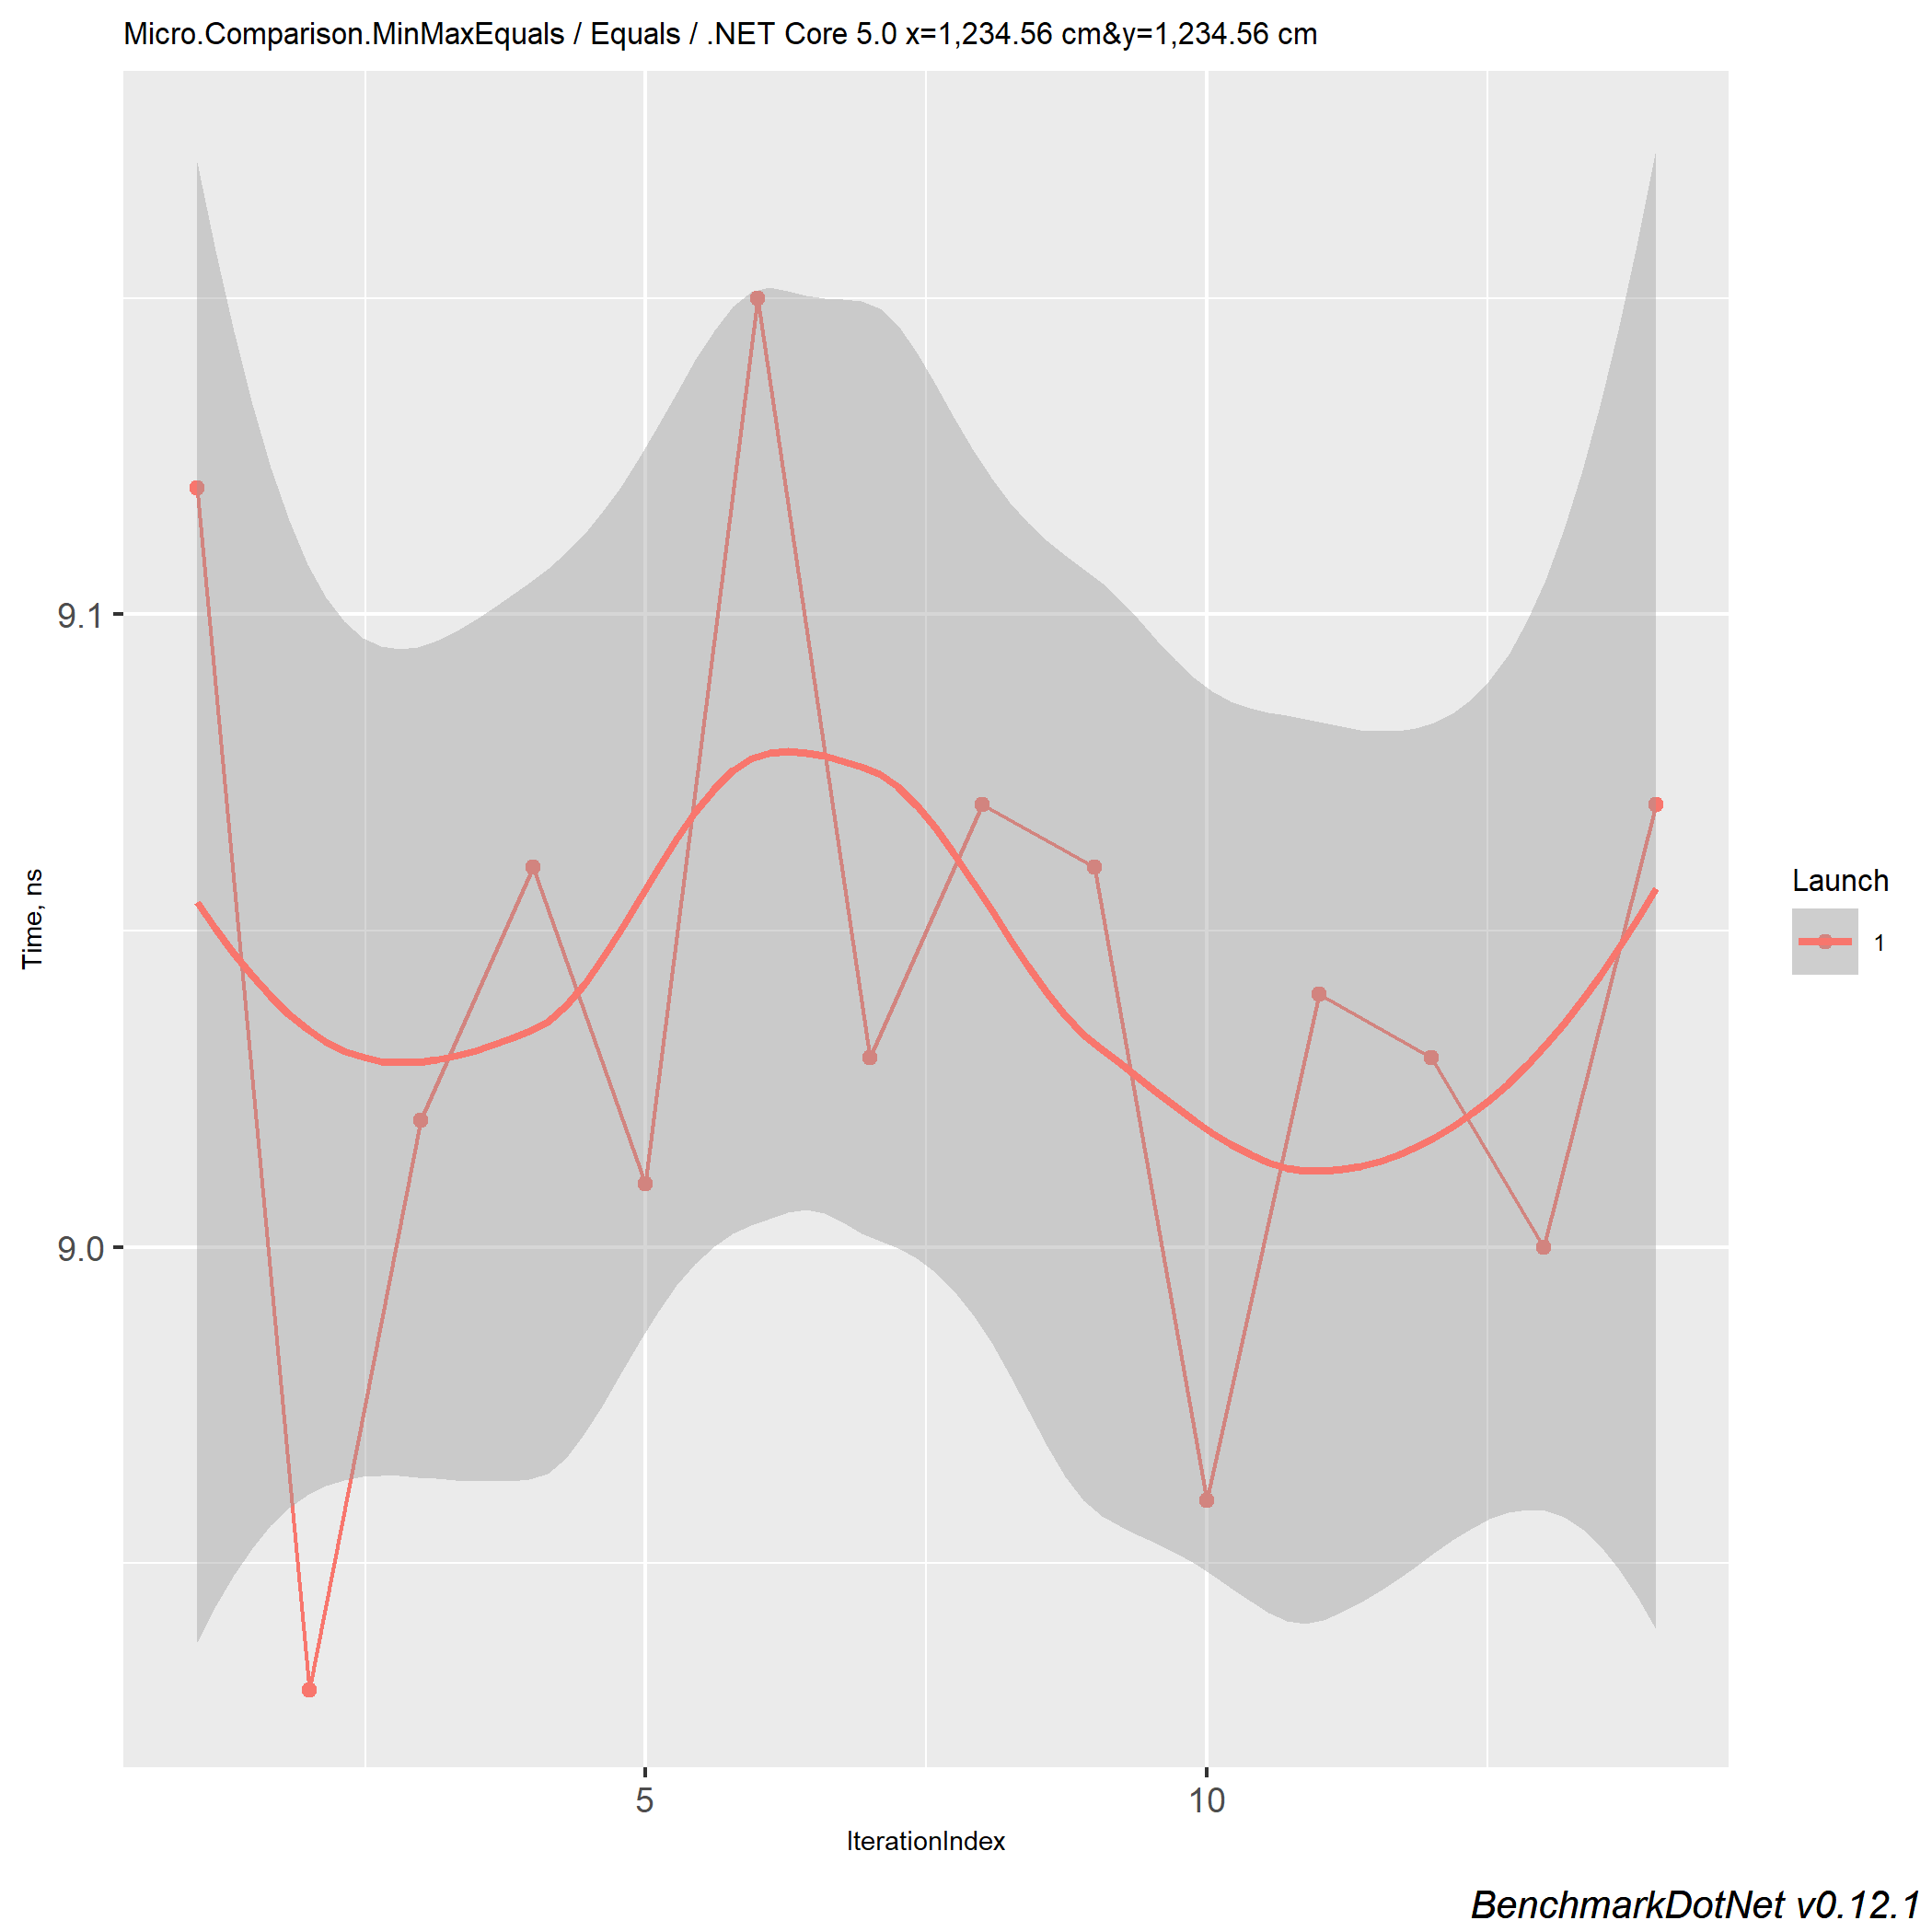 Micro.Comparison.MinMaxEquals / Equals / .NET Core 5.0 x=1,234.56 cm&y=1,234.56 cm
9.1
9.0
Time, ns
5
10
IterationIndex
Launch
1
BenchmarkDotNet v0.12.1